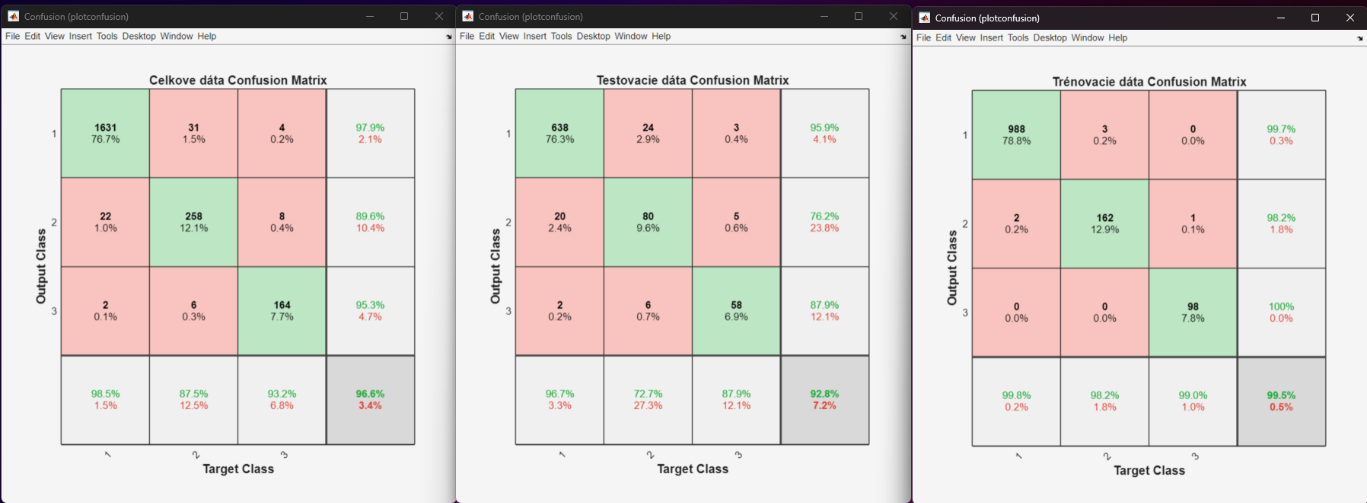 Confusion (plotconfusion)
File Edit View Insert Tools Desktop Window Help
Celkove dáta Confusion Matrix
Output Class
1
1631 31 4 97.9%
76.7% 1.5% 0.2% 2.1%
2
22 258 8 89.6%
1.0% 12.1% 0.4% 10.4%
3
2 6 164 95.3%
0.1% 0.3% 7.7% 4.7%
98.5% 87.5% 93.2% 96.6%
1.5% 12.5% 6.8% 3.4%
1 2 3
Target Class
Confusion (plotconfusion)
File Edit View Insert Tools Desktop Window Help
Testovacie dáta Confusion Matrix
Output Class
1
638 24 3 95.9%
76.3% 2.9% 0.4% 4.1%
2
20 80 5 76.2%
2.4% 9.6% 0.6% 23.8%
3
2 6 58 87.9%
0.2% 0.7% 6.9% 12.1%
96.7% 72.7% 87.9% 92.8%
3.3% 27.3% 12.1% 7.2%
1 2 3
Target Class
Confusion (plotconfusion)
File Edit View Insert Tools Desktop Window Help
Trénovacie dáta Confusion Matrix
Output Class
1
988 3 0 99.7%
78.8% 0.2% 0.0% 0.3%
2
2 162 1 98.2%
0.2% 12.9% 0.1% 1.8%
3
0 0 98 100%
0.0% 0.0% 7.8% 0.0%
99.8% 98.2% 99.0% 99.5%
0.2% 1.8% 1.0% 0.5%
1 2 3
Target Class